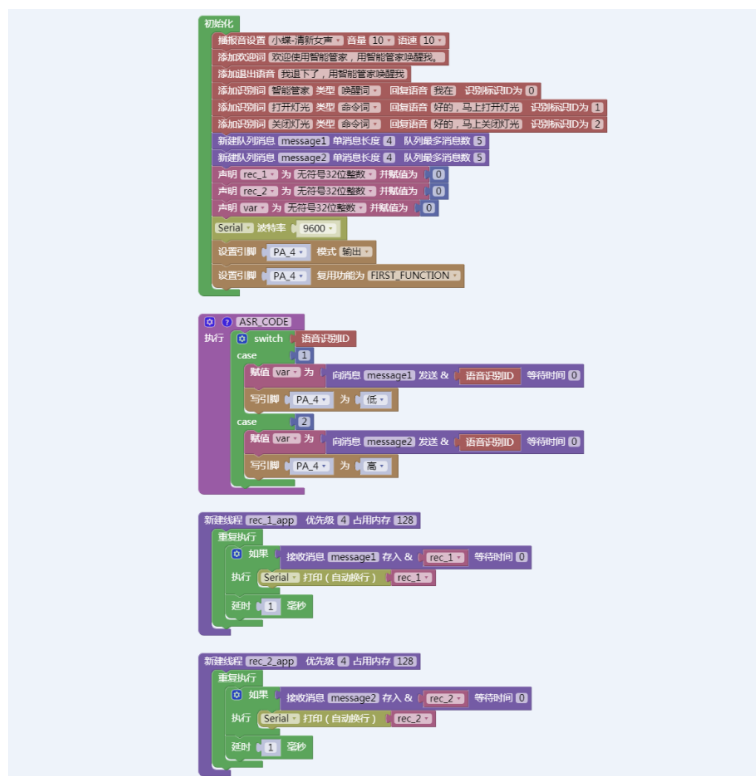 初始化
播报音设置 小蝶-清新女声 音量 10 语速 10
添加欢迎词 欢迎使用智能管家，用智能管家唤醒我。
添加退出语音 我退下了，用智能管家唤醒我
添加识别词 智能管家 类型 唤醒词 回复语音 我在 识别标识ID为 0
添加识别词 打开灯光 类型 命令词 回复语音 好的，马上打开灯光 识别标识ID为 1
添加识别词 关闭灯光 类型 命令词 回复语音 好的，马上关闭灯光 识别标识ID为 2
新建队列消息 message1 单消息长度 4 队列最多消息数 5
新建队列消息 message2 单消息长度 4 队列最多消息数 5
声明 rec_1 为 无符号32位整数 并赋值为 0
声明 rec_2 为 无符号32位整数 并赋值为 0
声明 var 为 无符号32位整数 并赋值为 0
Serial 波特率 9600
设置引脚 PA_4 模式 输出
设置引脚 PA_4 复用功能为 FIRST_FUNCTION
ASR_CODE
执行 switch 语音识别ID
case 1
赋值 var 为 向消息 message1 发送 & 语音识别ID 等待时间 0
写引脚 PA_4 为 低
case 2
赋值 var 为 向消息 message2 发送 & 语音识别ID 等待时间 0
写引脚 PA_4 为 高
新建线程 rec_1_app 优先级 4 占用内存 128
重复执行
如果 接收消息 message1 存入 & rec_1 等待时间 0
执行 Serial 打印（自动换行） rec_1
延时 1 毫秒
新建线程 rec_2_app 优先级 4 占用内存 128
重复执行
如果 接收消息 message2 存入 & rec_2 等待时间 0
执行 Serial 打印（自动换行） rec_2
延时 1 毫秒